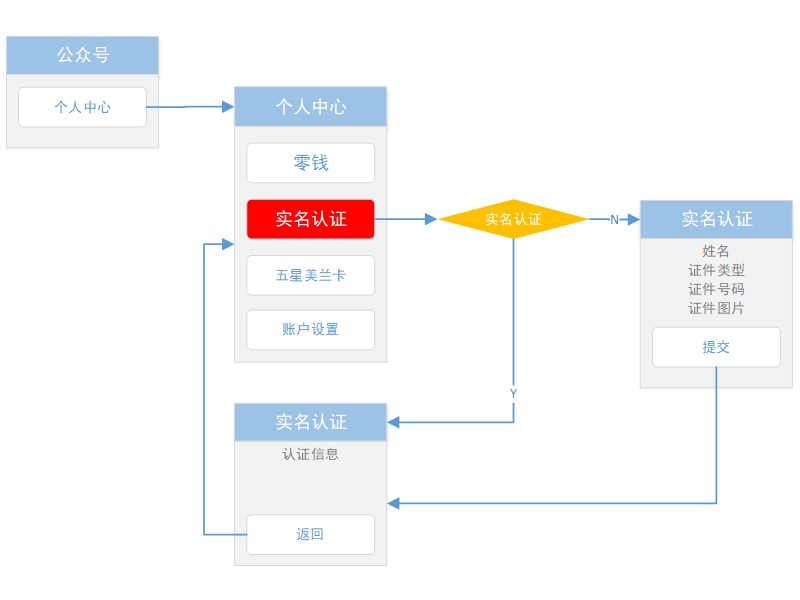 公众号
个人中心
个人中心
零钱
实名认证
五星美兰卡
账户设置
实名认证
N
Y
实名认证
姓名
证件类型
证件号码
证件图片
提交
实名认证
认证信息
返回